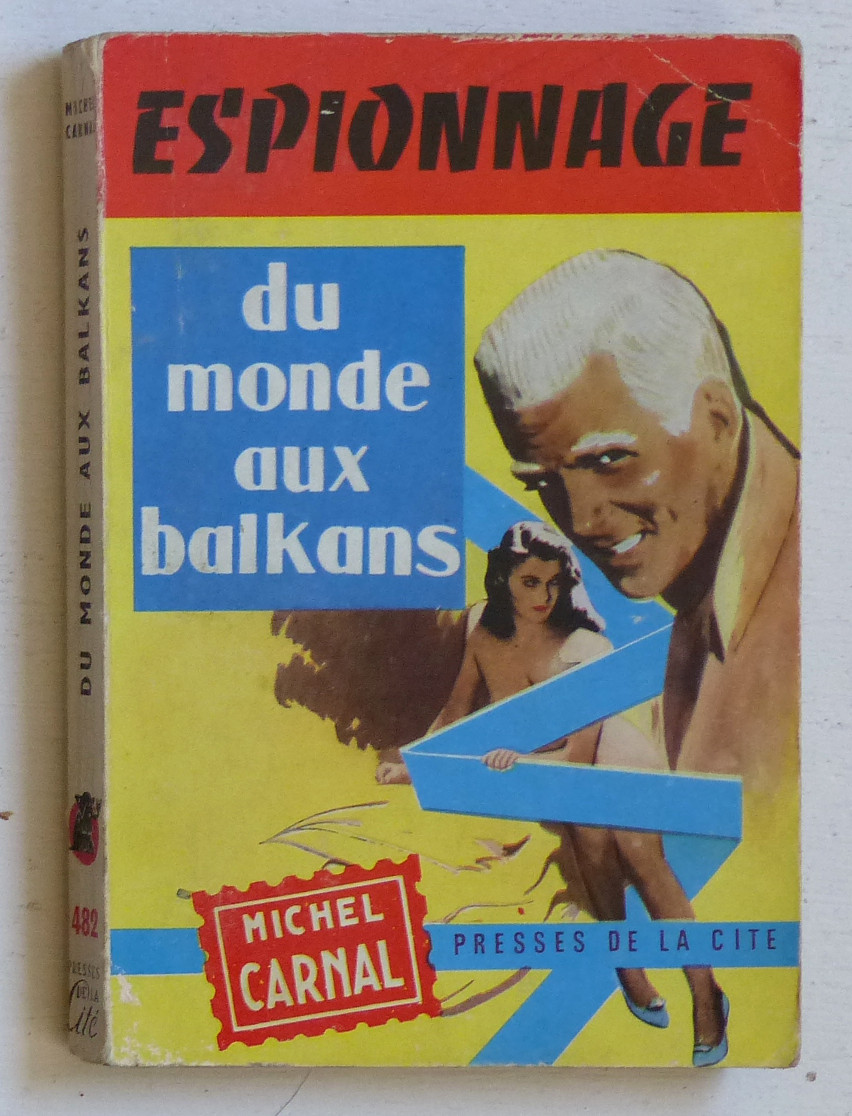 ESPIONNAGE
du
monde
aux
balkans
MICHEL
CARNAL
PRESSES DE LA CITE
MICHEL
CARNAL
DU MONDE AUX BALKANS
482
PRESSES
DE LA
Cité